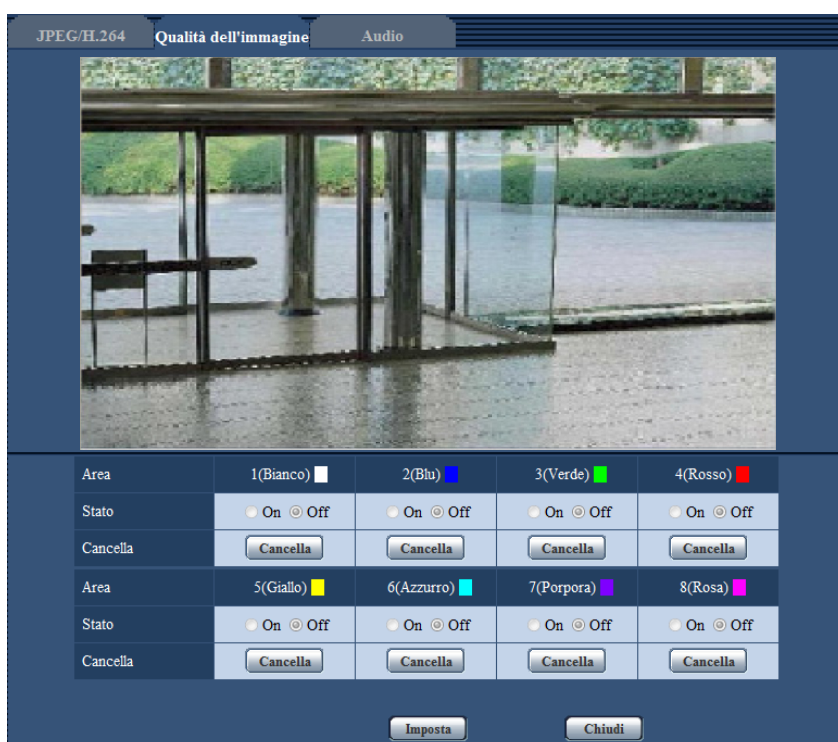 JPEG/H.264 Qualità dell'immagine Audio
Area 1(Bianco) 2(Blu) 3(Verde) 4(Rosso)
Stato On Off On Off On Off On Off
Cancella Cancella Cancella Cancella Cancella
Area 5(Giallo) 6(Azzurro) 7(Porpora) 8(Rosa)
Stato On Off On Off On Off On Off
Cancella Cancella Cancella Cancella Cancella
Imposta Chiudi